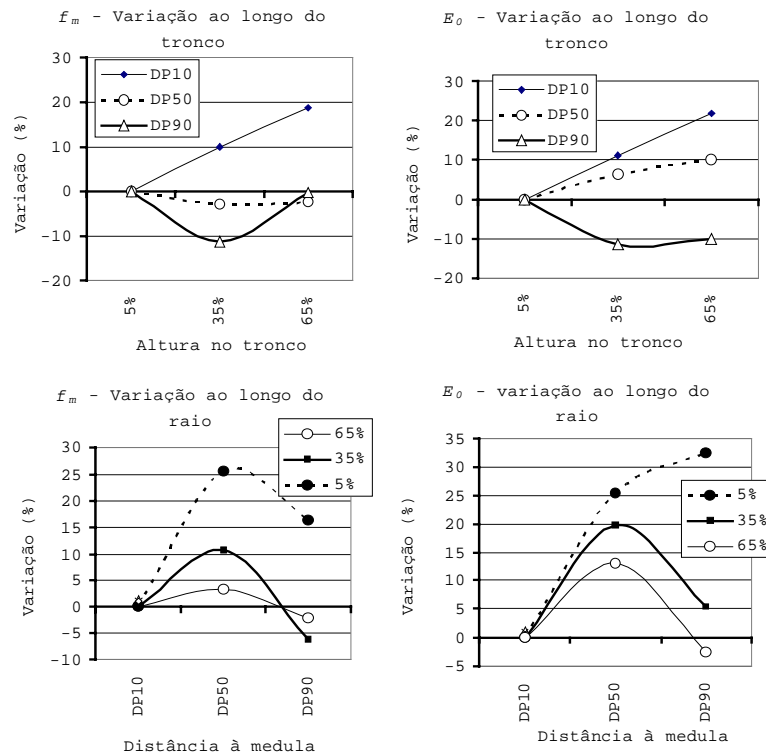 f_m - Variação ao longo do
tronco
30
20
10
0
-10
-20
Variação (%)
DP10
DP50
DP90
5%
35%
65%
Altura no tronco
E_0 - Variação ao longo do
tronco
30
20
10
0
-10
-20
Variação (%)
DP10
DP50
DP90
5%
35%
65%
Altura no tronco
f_m - Variação ao longo do
raio
30
25
20
15
10
5
0
-5
-10
Variação (%)
65%
35%
5%
DP10
DP50
DP90
Distância à medula
E_0 - variação ao longo do
raio
35
30
25
20
15
10
5
0
-5
Variação (%)
5%
35%
65%
DP10
DP50
DP90
Distância à medula